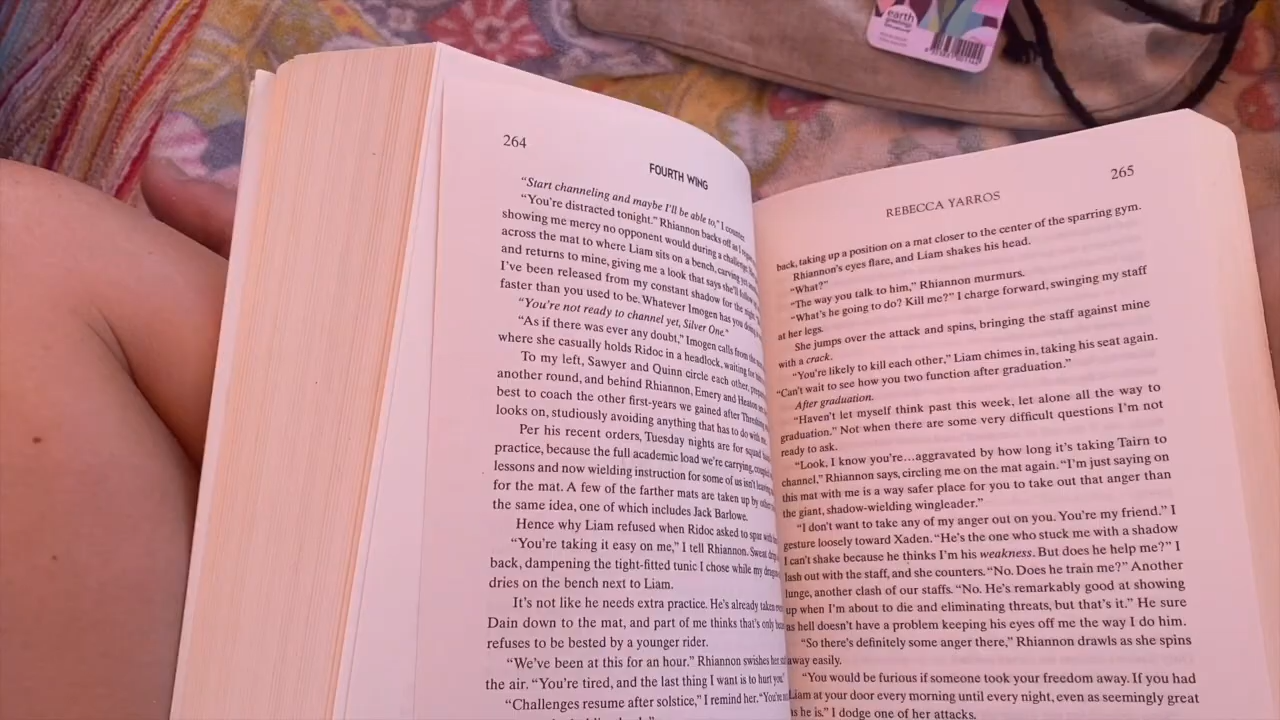 earth
greetings
264
FOURTH WING
"Start channeling and maybe I'll be able to," I counter.
"You're distracted tonight." Rhiannon backs off as I
showing me mercy no opponent would during a challenge.
across the mat to where Liam sits on a bench, carving
and returns to mine, giving me a look that says she'll
I've been released from my constant shadow for the
faster than you used to be. Whatever Imogen has you doing
"You're not ready to channel yet, Silver One."
"As if there was ever any doubt," Imogen calls from the
where she casually holds Ridoc in a headlock, waiting for
To my left, Sawyer and Quinn circle each other,
another round, and behind Rhiannon, Emery and Heaton
best to coach the other first-years we gained after Threshing
looks on, studiously avoiding anything that has to do with me.
Per his recent orders, Tuesday nights are for squad
practice, because the full academic load we're carrying,
lessons and now wielding instruction for some of us isn't leaving
for the mat. A few of the farther mats are taken up by other
the same idea, one of which includes Jack Barlowe.
Hence why Liam refused when Ridoc asked to spar with
"You're taking it easy on me," I tell Rhiannon. Sweat
back, dampening the tight-fitted tunic I chose while my
dries on the bench next to Liam.
It's not like he needs extra practice. He's already taken
Dain down to the mat, and part of me thinks that's only
refuses to be bested by a younger rider.
"We've been at this for an hour." Rhiannon swishes her
the air. "You're tired, and the last thing I want is to hurt you."
"Challenges resume after solstice," I remind her. "You're
265
REBECCA YARROS
back, taking up a position on a mat closer to the center of the sparring gym.
Rhiannon's eyes flare, and Liam shakes his head.
"What?"
"The way you talk to him," Rhiannon murmurs.
"What's he going to do? Kill me?" I charge forward, swinging my staff
at her legs.
She jumps over the attack and spins, bringing the staff against mine
with a crack.
"You're likely to kill each other," Liam chimes in, taking his seat again.
"Can't wait to see how you two function after graduation."
After graduation.
"Haven't let myself think past this week, let alone all the way to
graduation." Not when there are some very difficult questions I'm not
ready to ask.
"Look, I know you're…aggravated by how long it's taking Tairn to
channel," Rhiannon says, circling me on the mat again. "I'm just saying on
this mat with me is a way safer place for you to take out that anger than
the giant, shadow-wielding wingleader."
"I don't want to take any of my anger out on you. You're my friend." I
gesture loosely toward Xaden. "He's the one who stuck me with a shadow
I can't shake because he thinks I'm his weakness. But does he help me?" I
lash out with the staff, and she counters. "No. Does he train me?" Another
lunge, another clash of our staffs. "No. He's remarkably good at showing
up when I'm about to die and eliminating threats, but that's it." He sure
as hell doesn't have a problem keeping his eyes off me the way I do him.
"So there's definitely some anger there," Rhiannon drawls as she spins
away easily.
"You would be furious if someone took your freedom away. If you had
Liam at your door every morning until every night, even as seemingly great
as he is." I dodge one of her attacks.